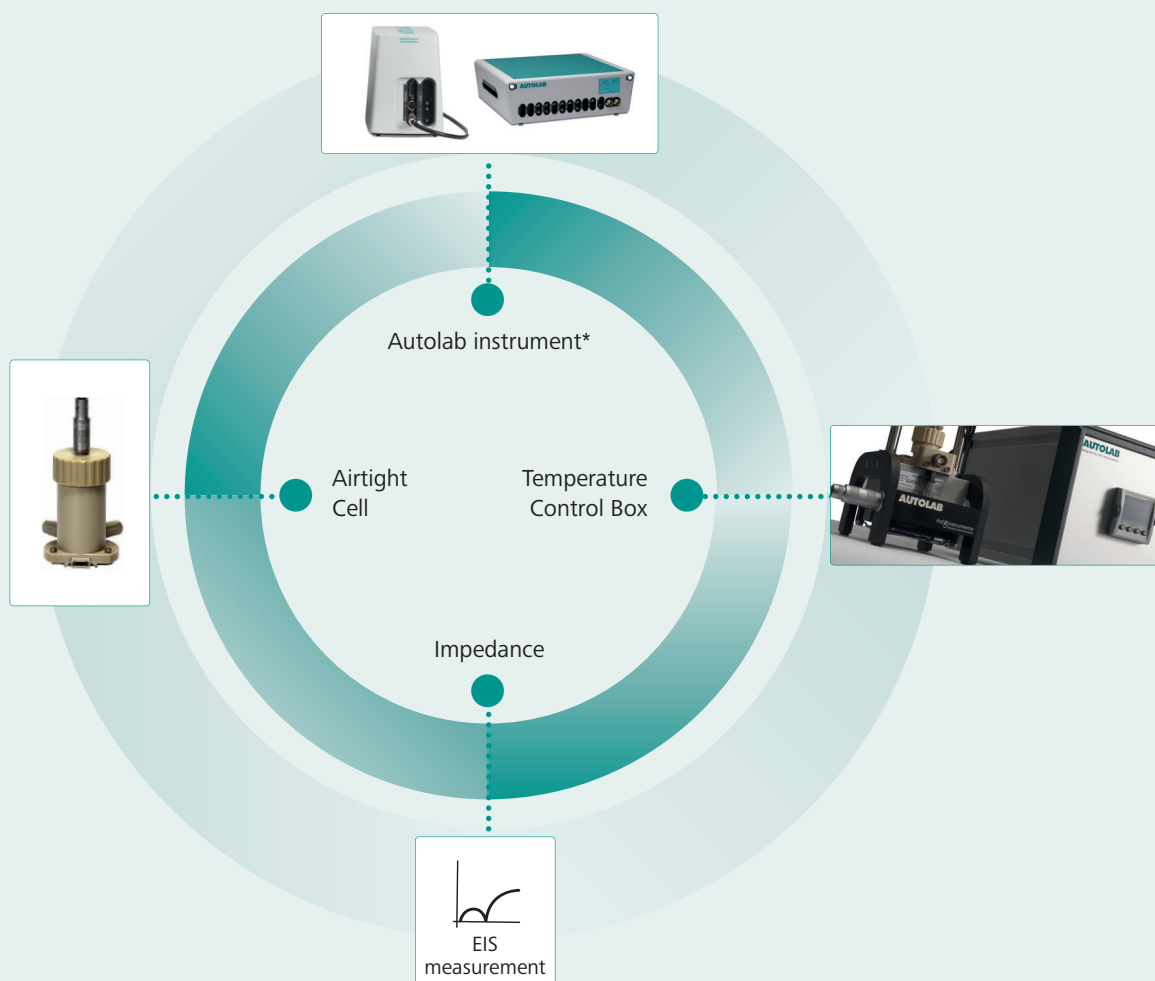 AUTOLAB
Autolab instrument*
Airtight
Cell
Temperature
Control Box
AUTOLAB
AUTOLAB
Impedance
EIS
measurement